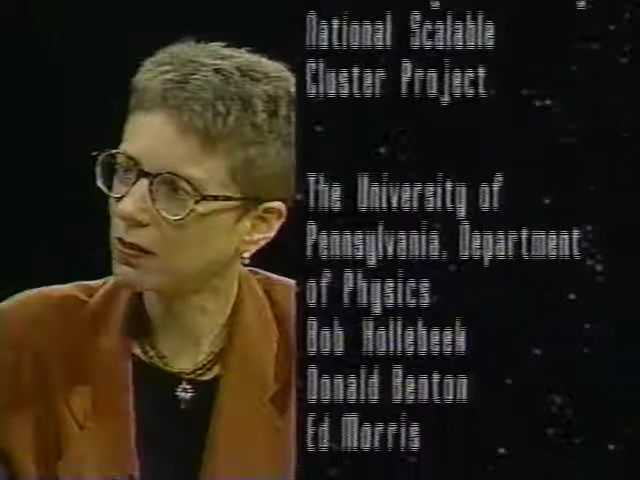 National Scalable
Cluster Project
The University of
Pennsylvania, Department
of Physics
Bob Hollebeek
Donald Benton
Ed Morris